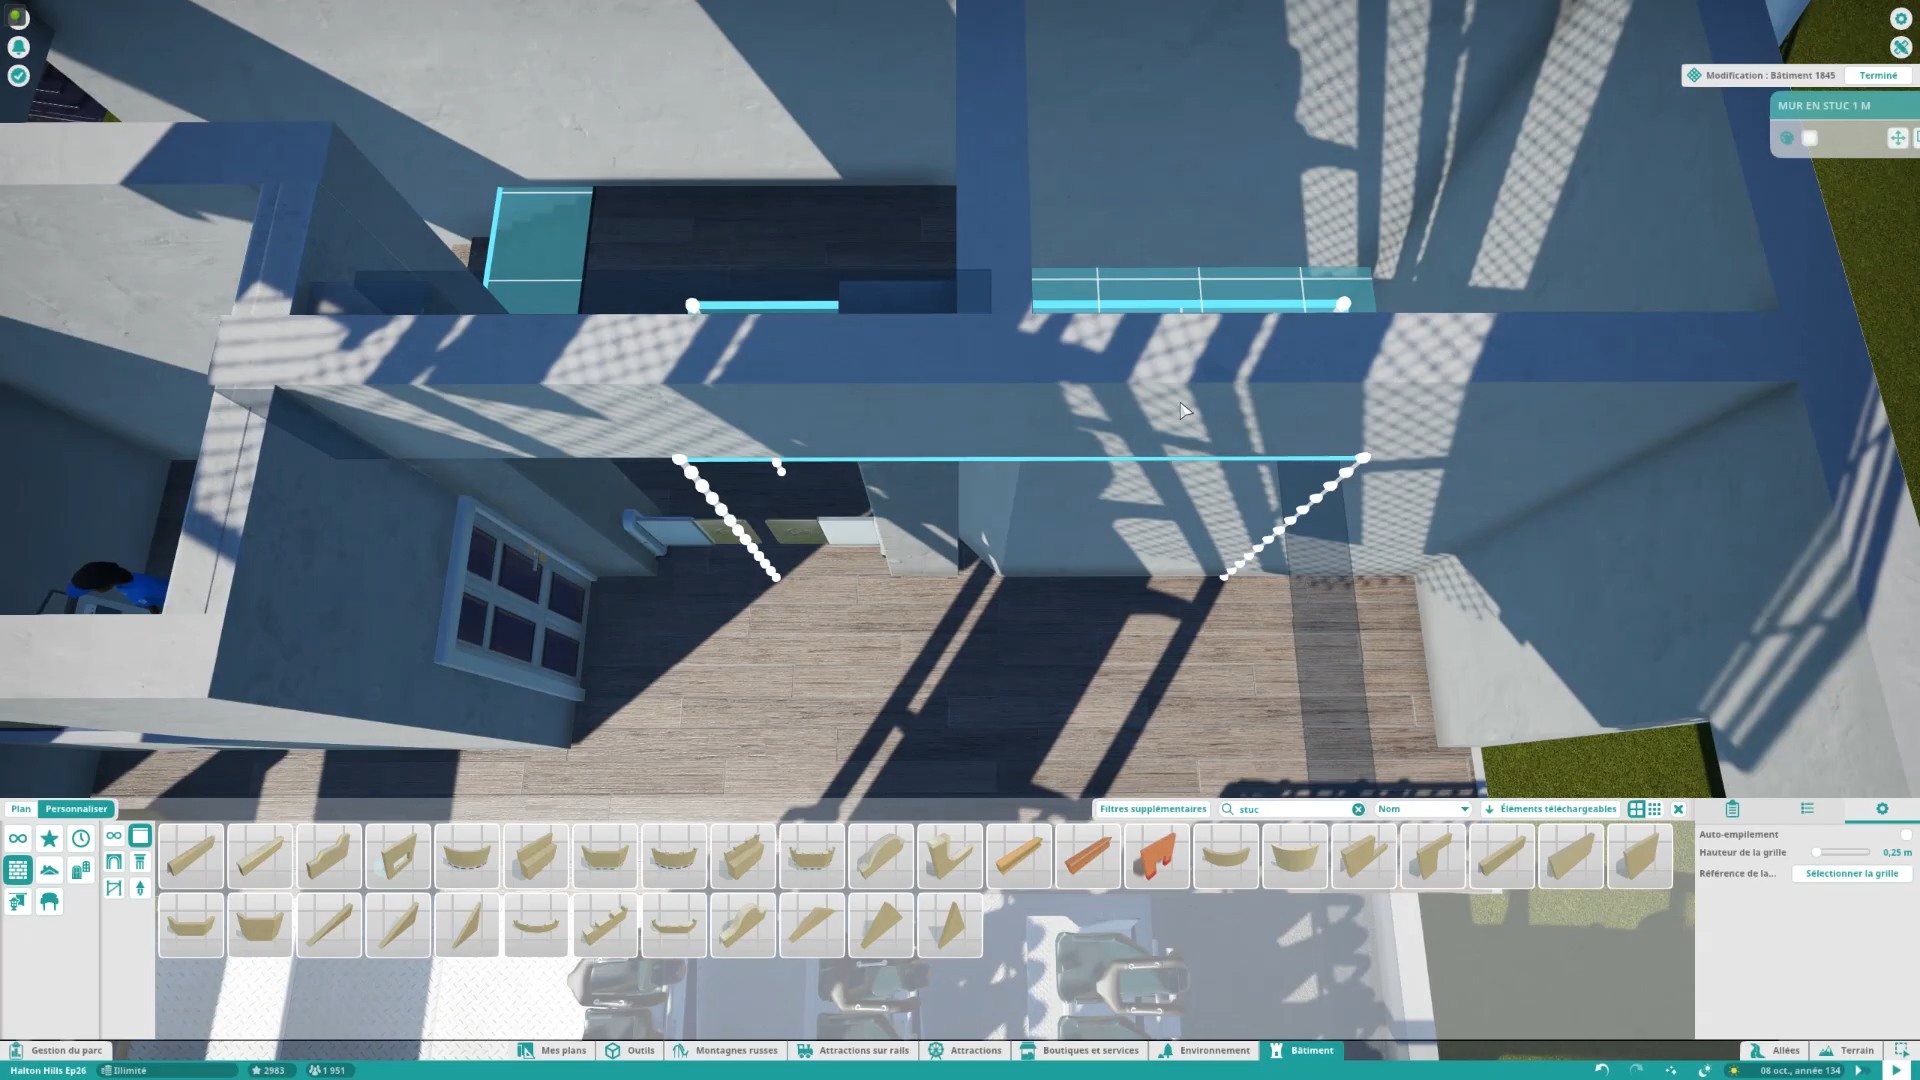 Modification : Bâtiment 1845
Terminé
MUR EN STUC 1 M
Plan
Personnaliser
Filtres supplémentaires
stuc
Nom
Éléments téléchargeables
Auto-empilement
Hauteur de la grille
0,25 m
Référence de la...
Sélectionner la grille
Gestion du parc
Mes plans
Outils
Montagnes russes
Attractions sur rails
Attractions
Boutiques et services
Environnement
Bâtiment
Allées
Terrain
Halton Hills Ep26
Illimité
2983
1 951
08 oct., année 134